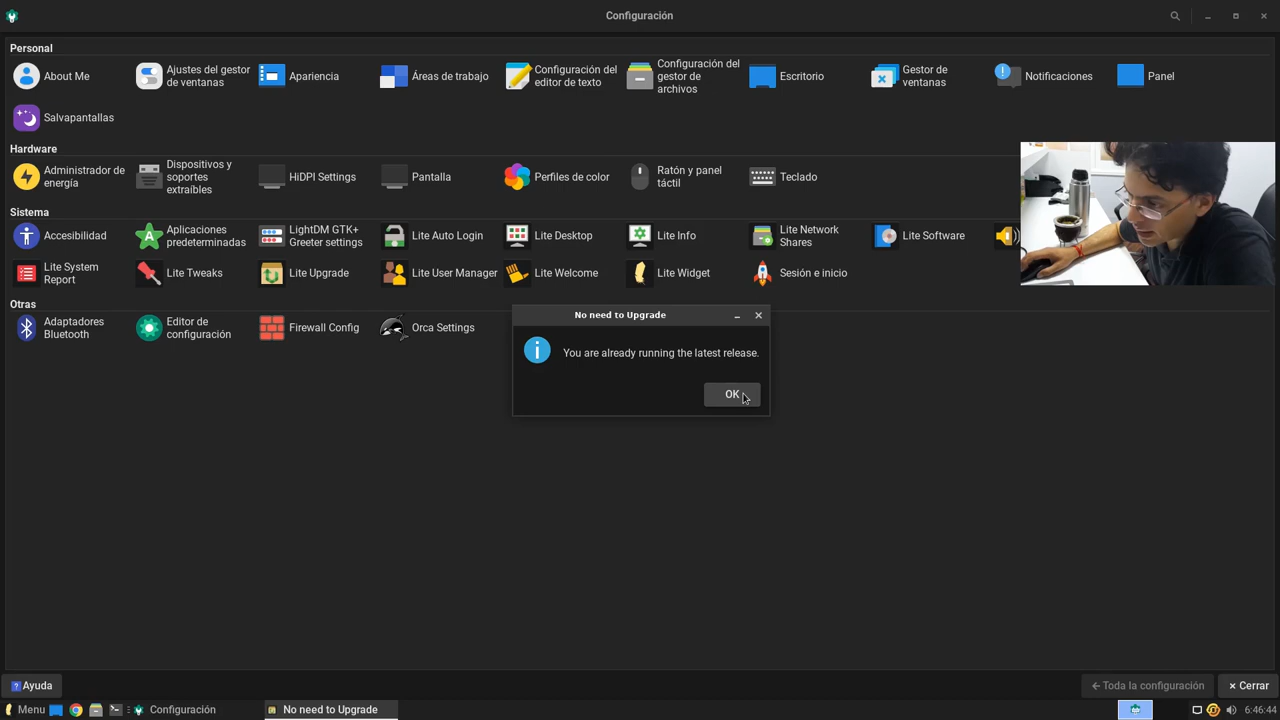 Configuración
Personal
About Me
Ajustes del gestor
de ventanas
Apariencia
Áreas de trabajo
Configuración del
editor de texto
Configuración del
gestor de
archivos
Escritorio
Gestor de
ventanas
Notificaciones
Panel
Salvapantallas
Hardware
Administrador de
energía
Dispositivos y
soportes
extraíbles
HiDPI Settings
Pantalla
Perfiles de color
Ratón y panel
táctil
Teclado
Sistema
Accesibilidad
Aplicaciones
predeterminadas
LightDM GTK+
Greeter settings
Lite Auto Login
Lite Desktop
Lite Info
Lite Network
Shares
Lite Software
Lite System
Report
Lite Tweaks
Lite Upgrade
Lite User Manager
Lite Welcome
Lite Widget
Sesión e inicio
Otras
Adaptadores
Bluetooth
Editor de
configuración
Firewall Config
Orca Settings
No need to Upgrade
You are already running the latest release.
OK
Ayuda
Toda la configuración
Cerrar
Menu
Configuración
No need to Upgrade
6:46:44